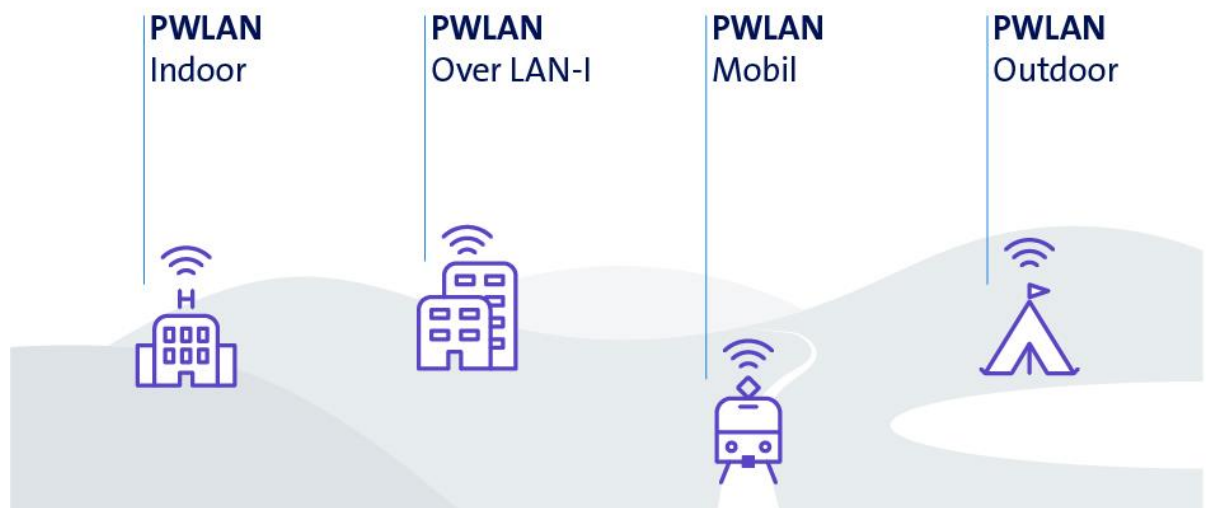 PWLAN
Indoor
PWLAN
Over LAN-I
PWLAN
Mobil
PWLAN
Outdoor
H